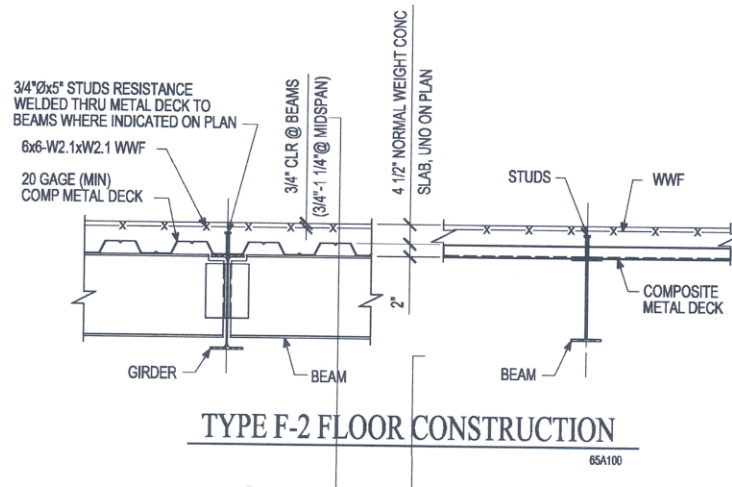 3/4"Øx5" STUDS RESISTANCE
WELDED THRU METAL DECK TO
BEAMS WHERE INDICATED ON PLAN
6x6-W2.1xW2.1 WWF
20 GAGE (MIN)
COMP METAL DECK
3/4" CLR @ BEAMS
(3/4"-1 1/4"@ MIDSPAN)
4 1/2" NORMAL WEIGHT CONC
SLAB, UNO ON PLAN
2"
STUDS
WWF
COMPOSITE
METAL DECK
GIRDER
BEAM
BEAM
TYPE F-2 FLOOR CONSTRUCTION
65A100